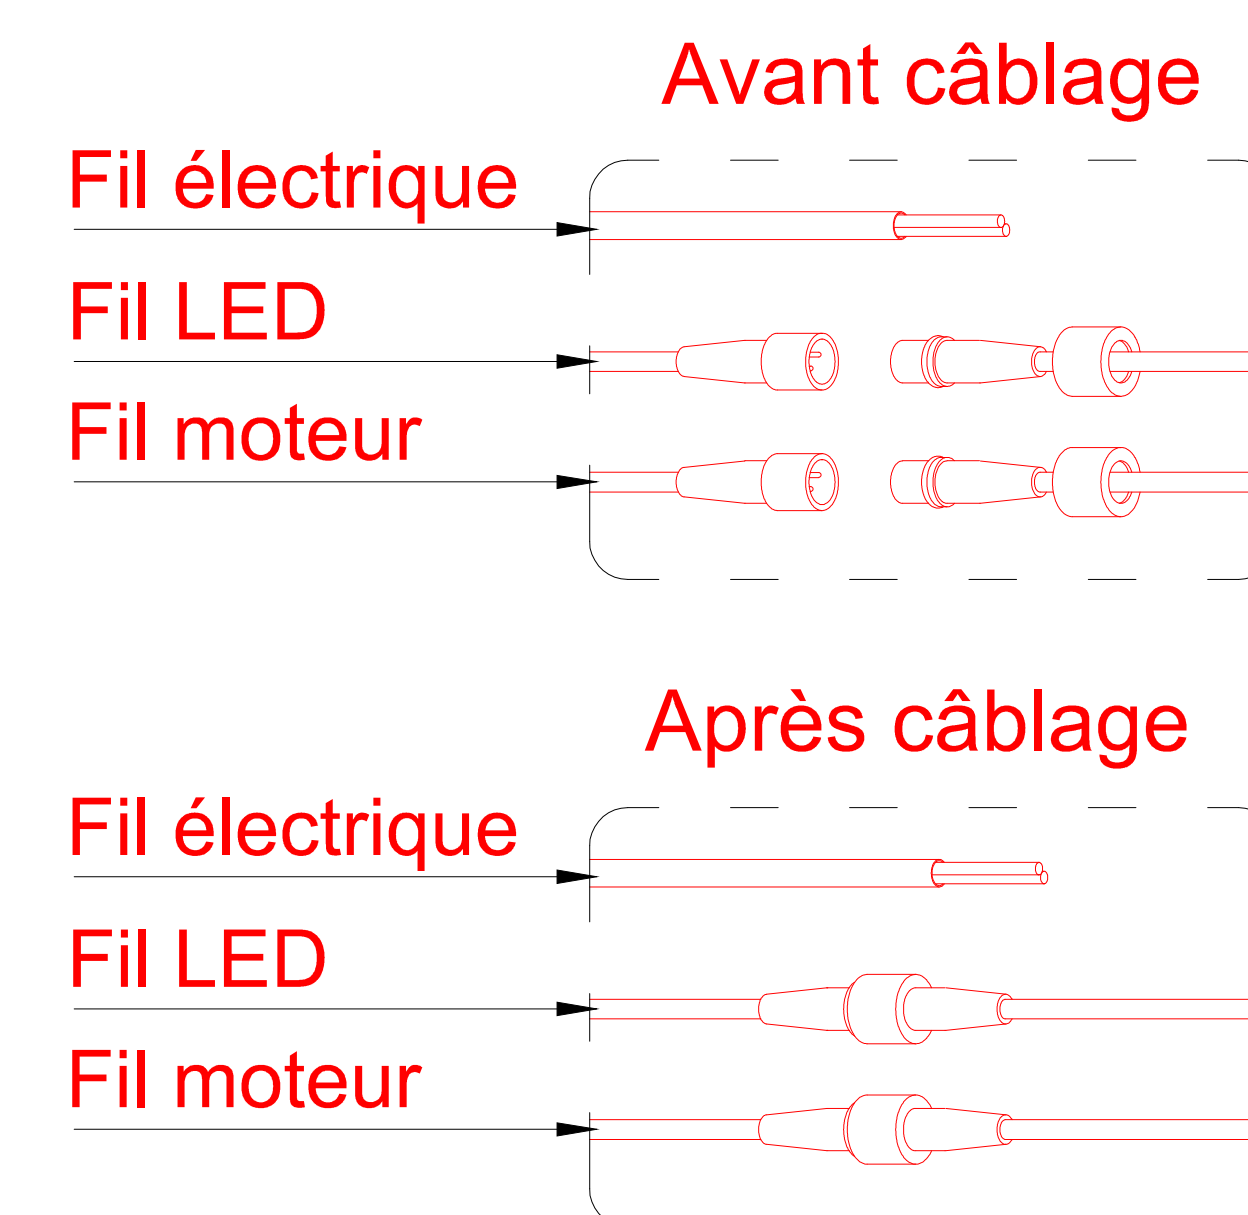 Avant câblage
Fil électrique
Fil LED
Fil moteur
Après câblage
Fil électrique
Fil LED
Fil moteur